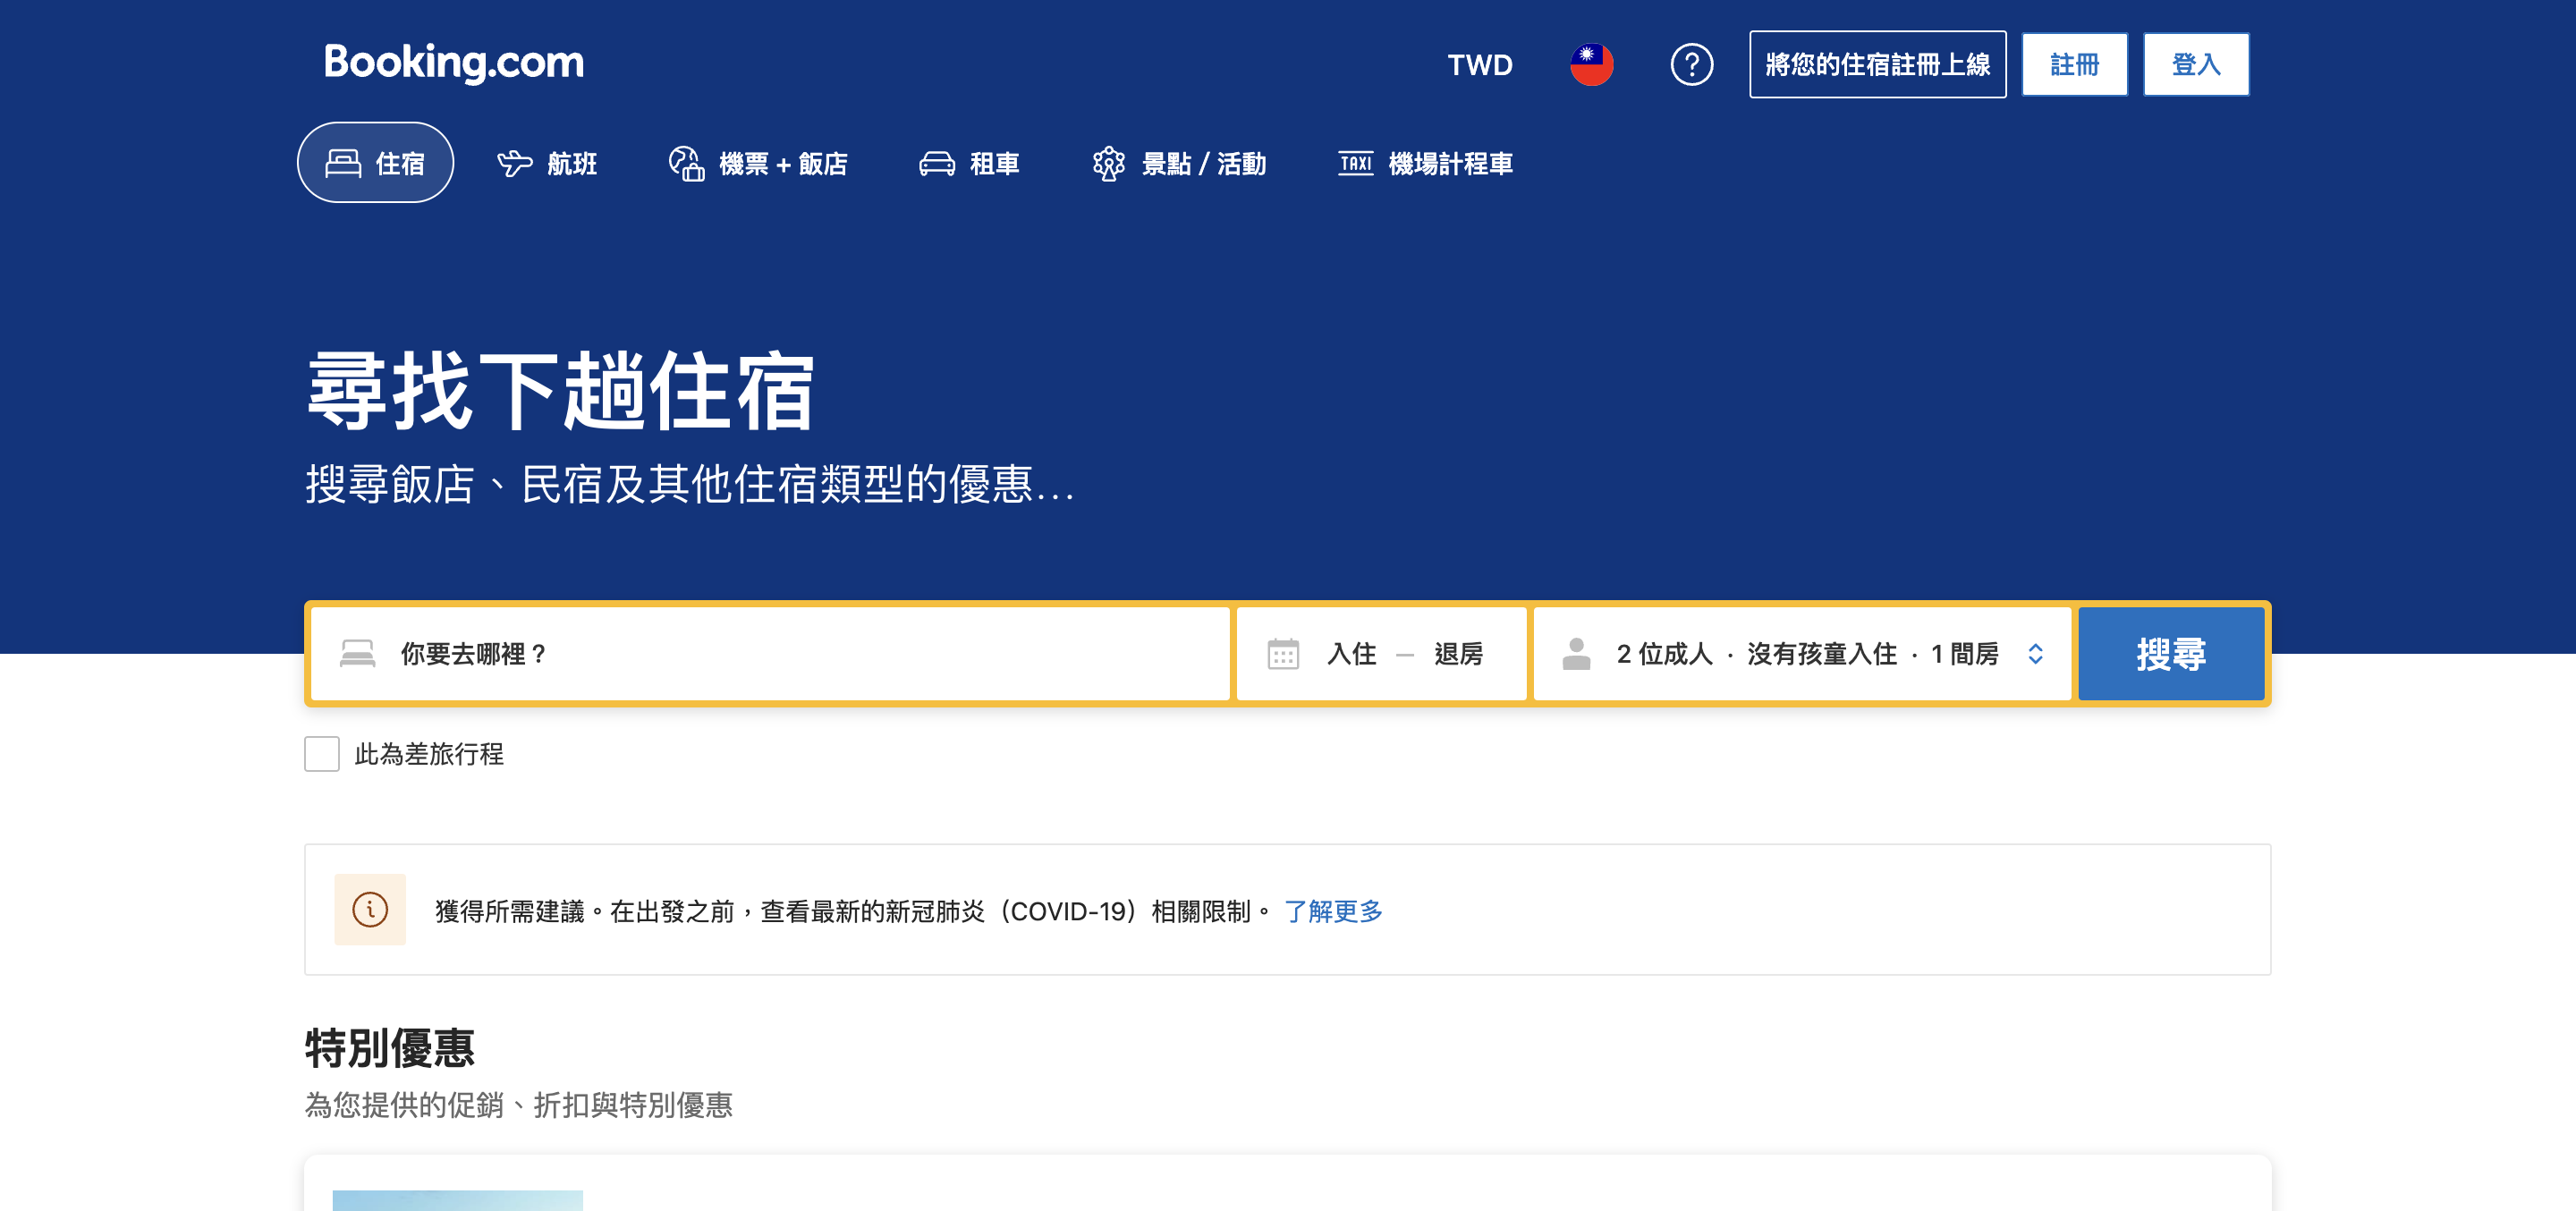 Booking.com
TWD
將您的住宿註冊上線
註冊
登入
住宿
航班
機票 + 飯店
租車
景點 / 活動
TAXI
機場計程車
尋找下趟住宿
搜尋飯店、民宿及其他住宿類型的優惠…
你要去哪裡？
入住 — 退房
2 位成人 · 沒有孩童入住 · 1 間房
搜尋
此為差旅行程
獲得所需建議。在出發之前，查看最新的新冠肺炎（COVID-19）相關限制。 了解更多
特別優惠
為您提供的促銷、折扣與特別優惠